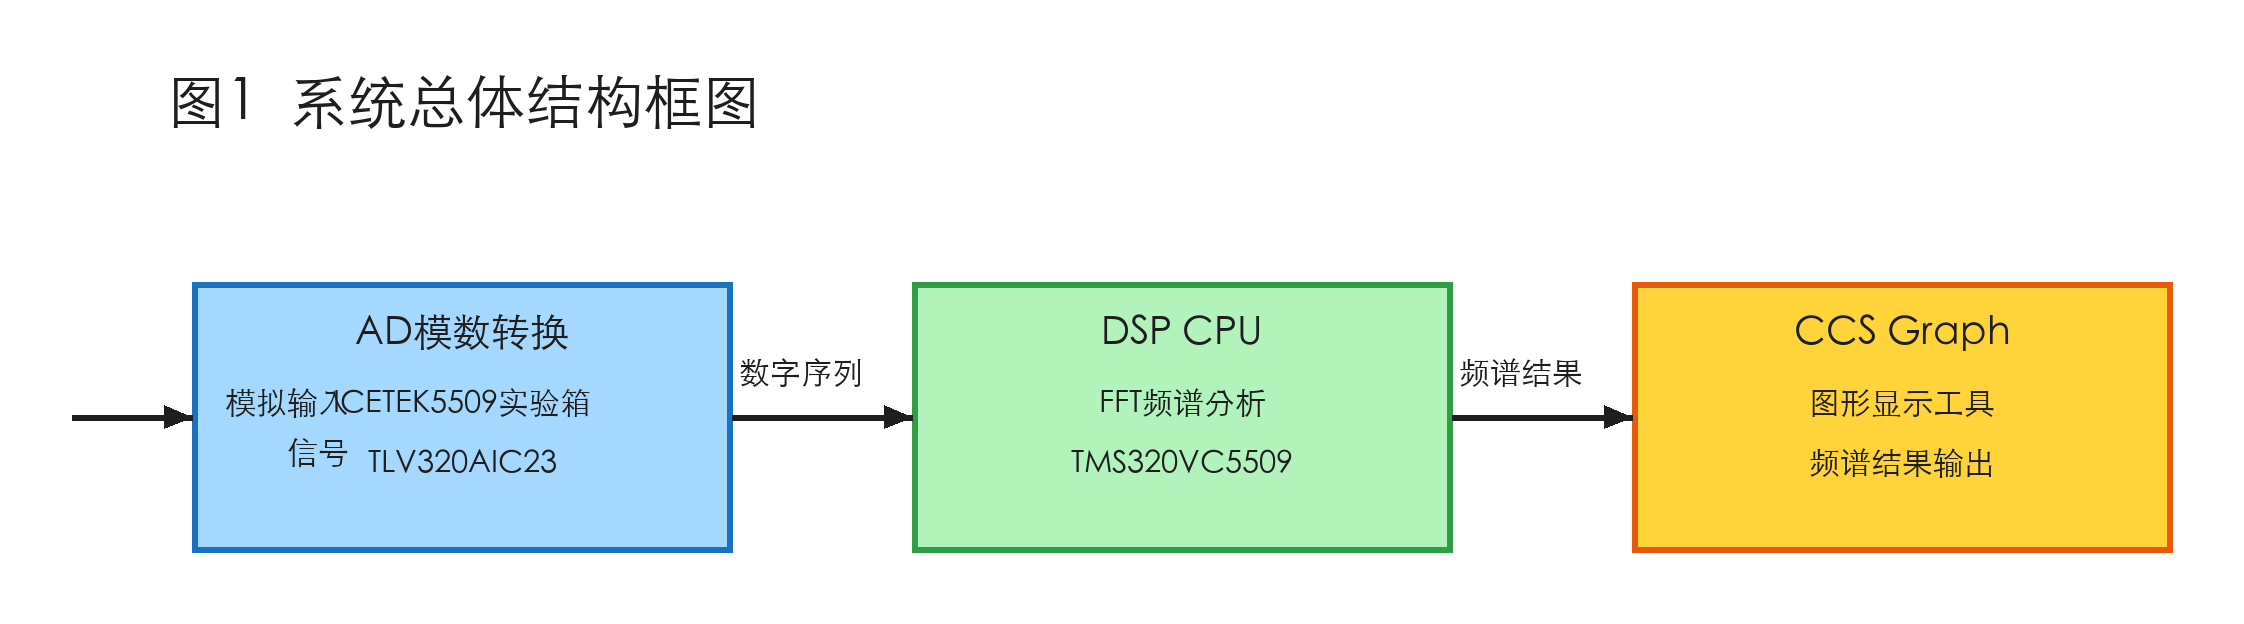 图1 系统总体结构框图
模拟输入
信号
AD模数转换
ICETEK5509实验箱
TLV320AIC23
数字序列
DSP CPU
FFT频谱分析
TMS320VC5509
频谱结果
CCS Graph
图形显示工具
频谱结果输出